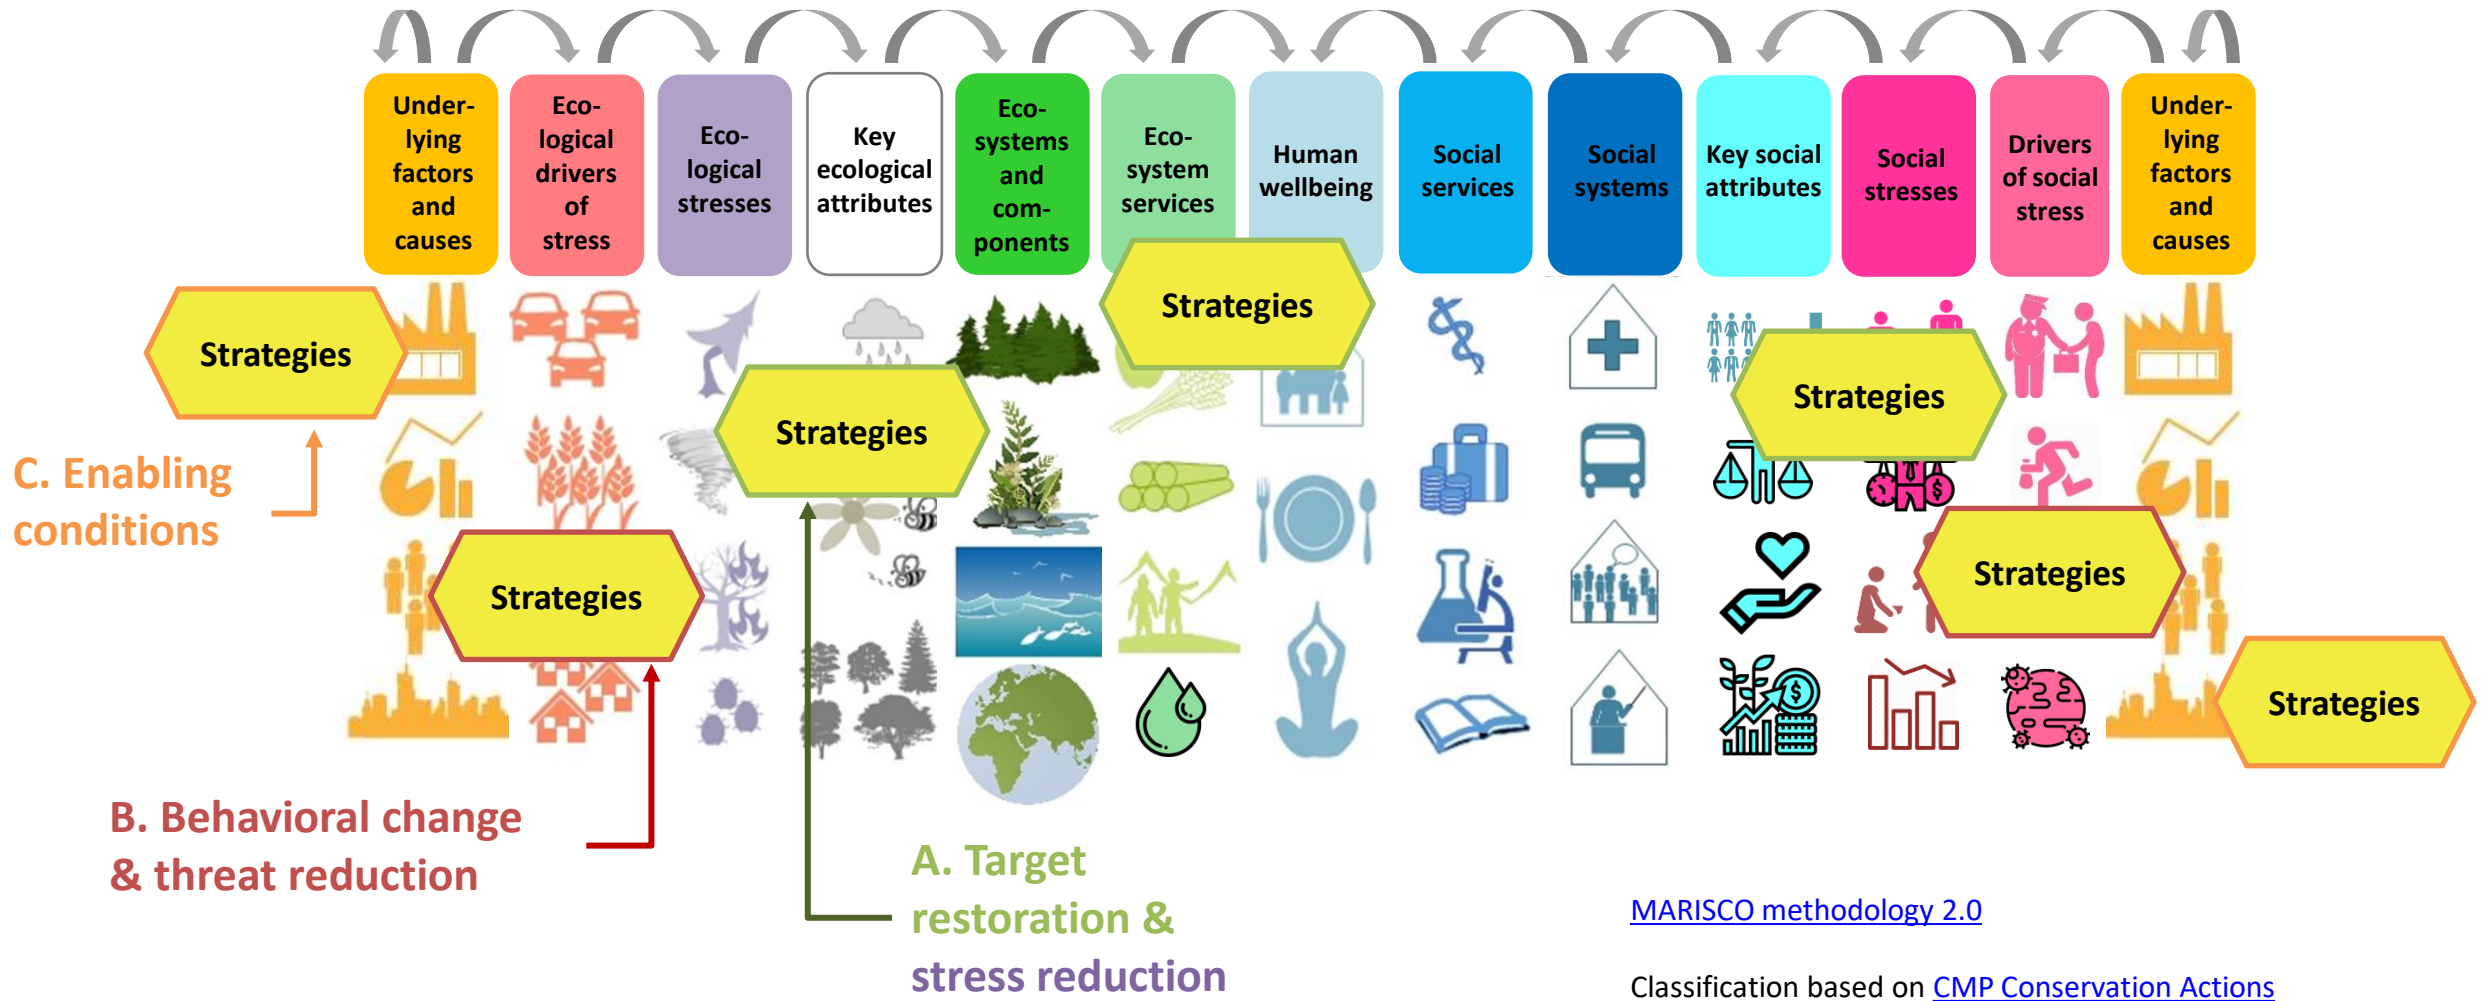 Under-
lying
factors
and
causes
Eco-
logical
drivers
of
stress
Eco-
logical
stresses
Key
ecological
attributes
Eco-
systems
and
com-
ponents
Eco-
system
services
Human
wellbeing
Social
services
Social
systems
Key social
attributes
Social
stresses
Drivers
of social
stress
Under-
lying
factors
and
causes
Strategies
Strategies
Strategies
Strategies
Strategies
Strategies
Strategies
C. Enabling
conditions
B. Behavioral change
& threat reduction
A. Target
restoration &
stress reduction
MARISCO methodology 2.0
Classification based on CMP Conservation Actions